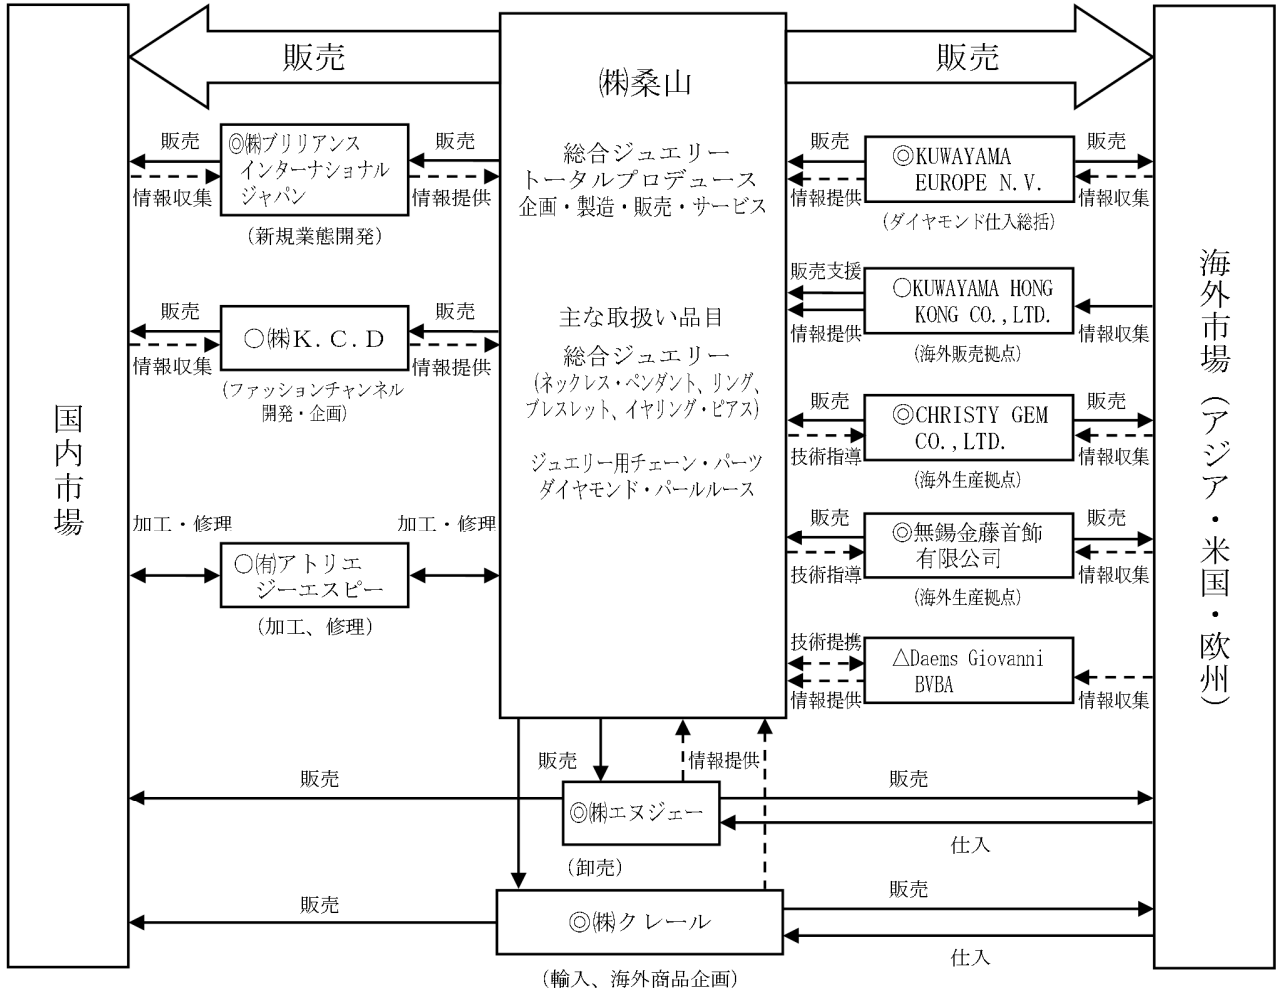 国内市場
販売
㈱桑山
総合ジュエリー
トータルプロデュース
企画・製造・販売・サービス
主な取扱い品目
総合ジュエリー
(ネックレス・ペンダント、リング、
ブレスレット、イヤリング・ピアス)
ジュエリー用チェーン・パーツ
ダイヤモンド・パールルース
販売
海外市場(アジア・米国・欧州)
販売
情報収集
◎㈱ブリリアンス
インターナショナル
ジャパン
(新規業態開発)
販売
情報提供
販売
情報収集
○㈱K.C.D
(ファッションチャンネル
開発・企画)
販売
情報提供
加工・修理
○㈲アトリエ
ジーエスピー
(加工、修理)
加工・修理
販売
情報提供
◎KUWAYAMA
EUROPE N.V.
(ダイヤモンド仕入総括)
販売
情報収集
販売支援
情報提供
○KUWAYAMA HONG
KONG CO.,LTD.
(海外販売拠点)
情報収集
販売
技術指導
◎CHRISTY GEM
CO.,LTD.
(海外生産拠点)
販売
情報収集
販売
技術指導
◎無錫金藤首飾
有限公司
(海外生産拠点)
販売
情報収集
技術提携
情報提供
△Daems Giovanni
BVBA
情報収集
販売
情報提供
販売
◎㈱エヌジェー
(卸売)
販売
仕入
販売
◎㈱クレール
(輸入、海外商品企画)
販売
仕入